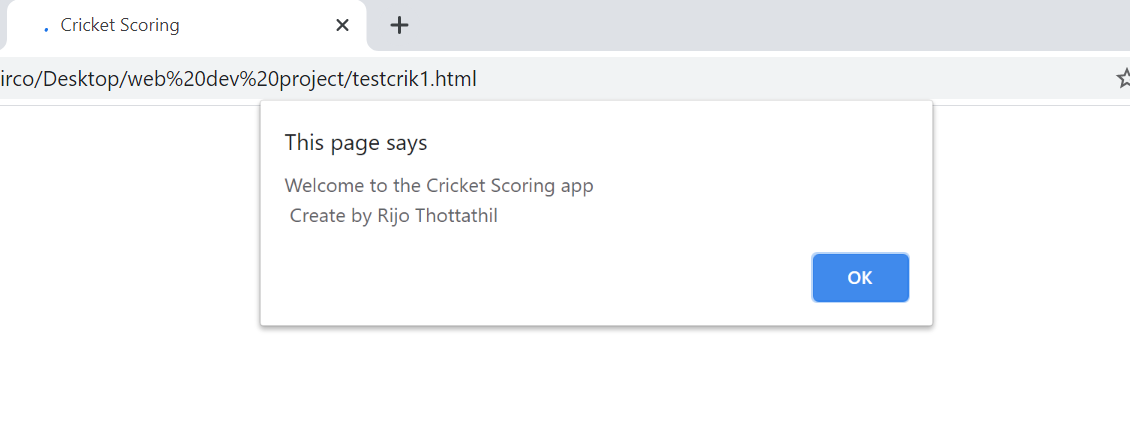 Cricket Scoring
irco/Desktop/web%20dev%20project/testcrik1.html
This page says
Welcome to the Cricket Scoring app
Create by Rijo Thottathil
OK